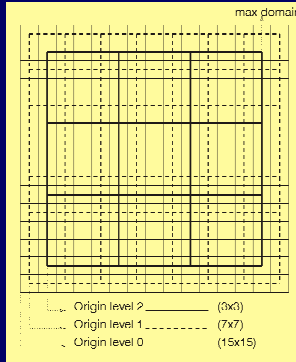 max domain
Origin level 2 (3x3)
Origin level 1 (7x7)
Origin level 0 (15x15)